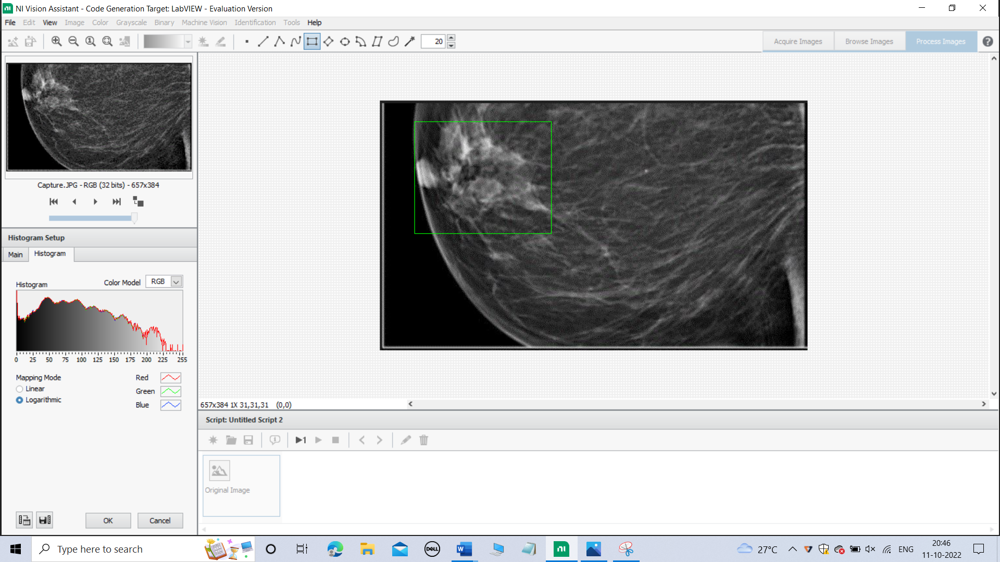 NI Vision Assistant - Code Generation Target: LabVIEW - Evaluation Version
File Edit View Image Color Grayscale Binary Machine Vision Identification Tools Help
20
Acquire Images Browse Images Process Images
Capture.JPG - RGB (32 bits) - 657x384
Histogram Setup
Main Histogram
Color Model RGB
Histogram
0 25 50 75 100 125 150 175 200 225 255
Mapping Mode
Linear
Logarithmic
Red
Green
Blue
OK Cancel
657x384 1X 31,31,31 (0,0)
Script: Untitled Script 2
1
Original Image
Type here to search
DELL
W
27°C
ENG
20:46
11-10-2022